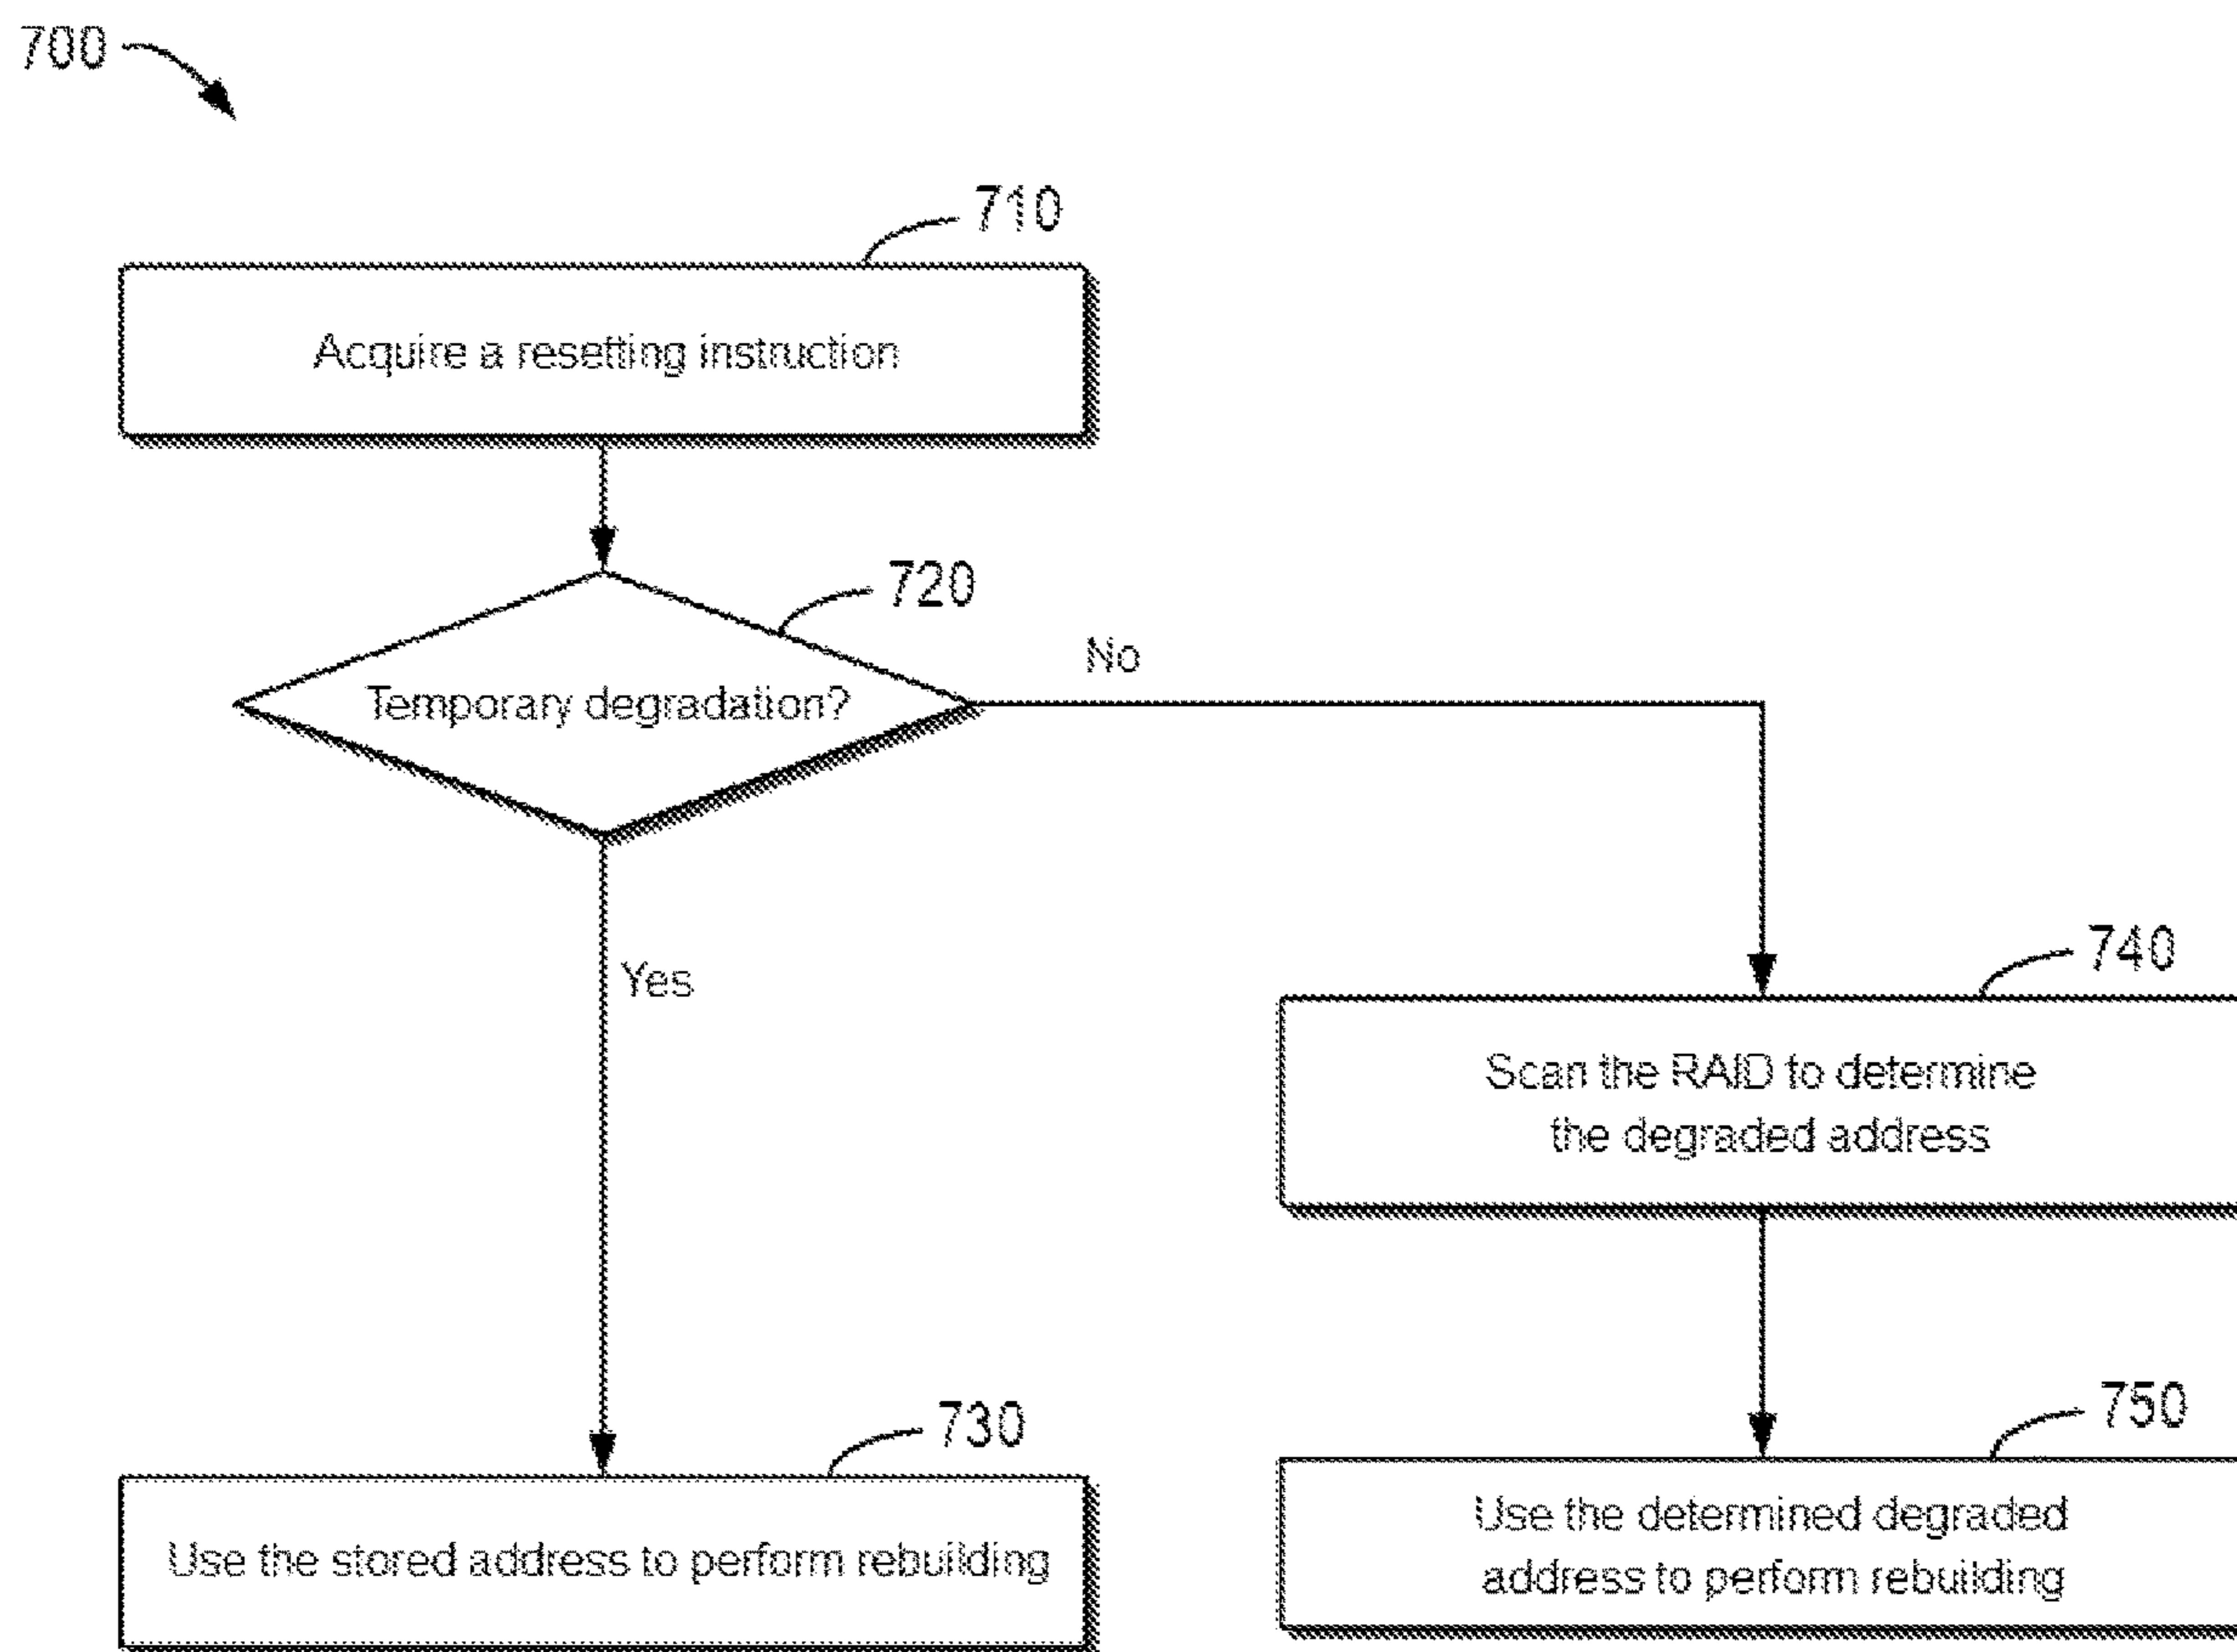 700
710
Acquire a resetting instruction
720
Temporary degradation?
No
Yes
740
Scan the RAID to determine
the degraded address
730
Use the stored address to perform rebuilding
750
Use the determined degraded
address to perform rebuilding